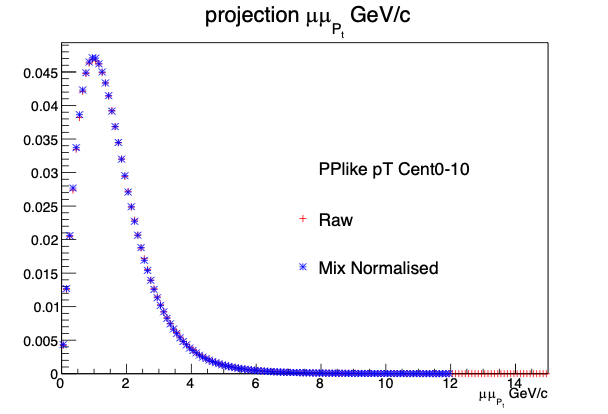 projection μμ_Pt GeV/c
0.045
0.04
0.035
0.03
0.025
0.02
0.015
0.01
0.005
0
PPlike pT Cent0-10
Raw
Mix Normalised
0 2 4 6 8 10 12 14
μμ_Pt GeV/c